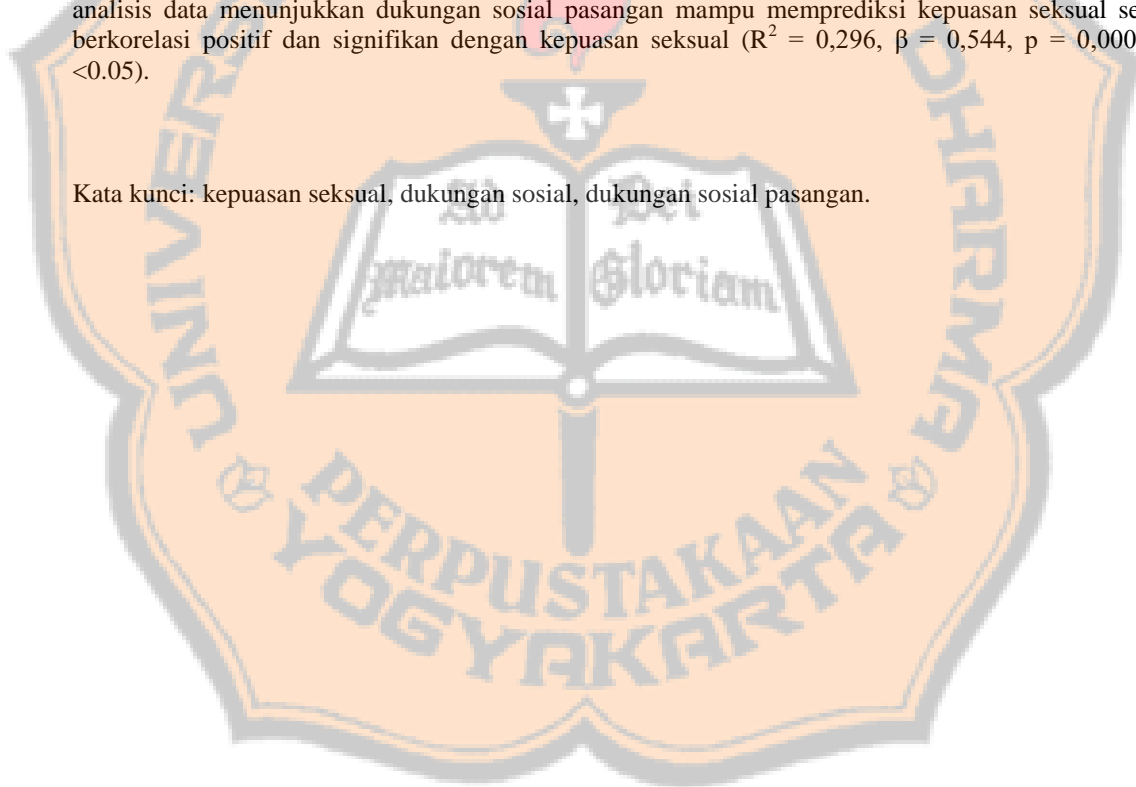 analisis data menunjukkan dukungan sosial pasangan mampu memprediksi kepuasan seksual se
berkorelasi positif dan signifikan dengan kepuasan seksual (R² = 0,296, β = 0,544, p = 0,000
<0.05).
Kata kunci: kepuasan seksual, dukungan sosial, dukungan sosial pasangan.
Ad Dei
Maiorem Gloriam
UNIVERS
DHARMA
PERPUSTAKAAN
YOGYAKARTA